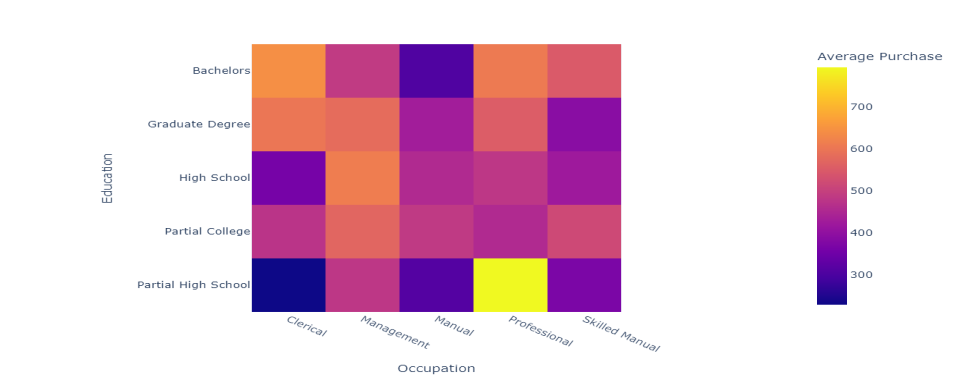 Average Purchase
Bachelors
Graduate Degree
High School
Partial College
Partial High School
Education
Clerical
Management
Manual
Professional
Skilled Manual
Occupation
700
600
500
400
300